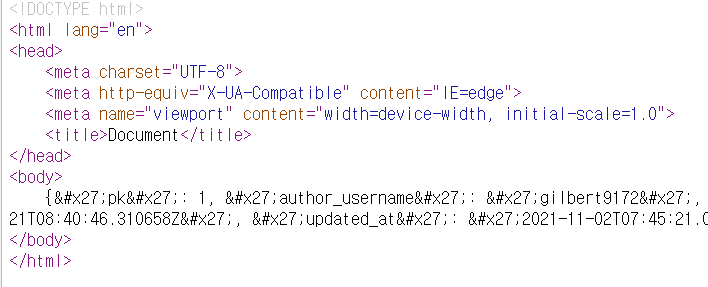 <!DOCTYPE html>
<html lang="en">
<head>
    <meta charset="UTF-8">
    <meta http-equiv="X-UA-Compatible" content="IE=edge">
    <meta name="viewport" content="width=device-width, initial-scale=1.0">
    <title>Document</title>
</head>
<body>
    {&#x27;pk&#x27;: 1, &#x27;author_username&#x27;: &#x27;gilbert9172&#x27;,
21T08:40:46.310658Z&#x27;, &#x27;updated_at&#x27;: &#x27;2021-11-02T07:45:21.0
</body>
</html>